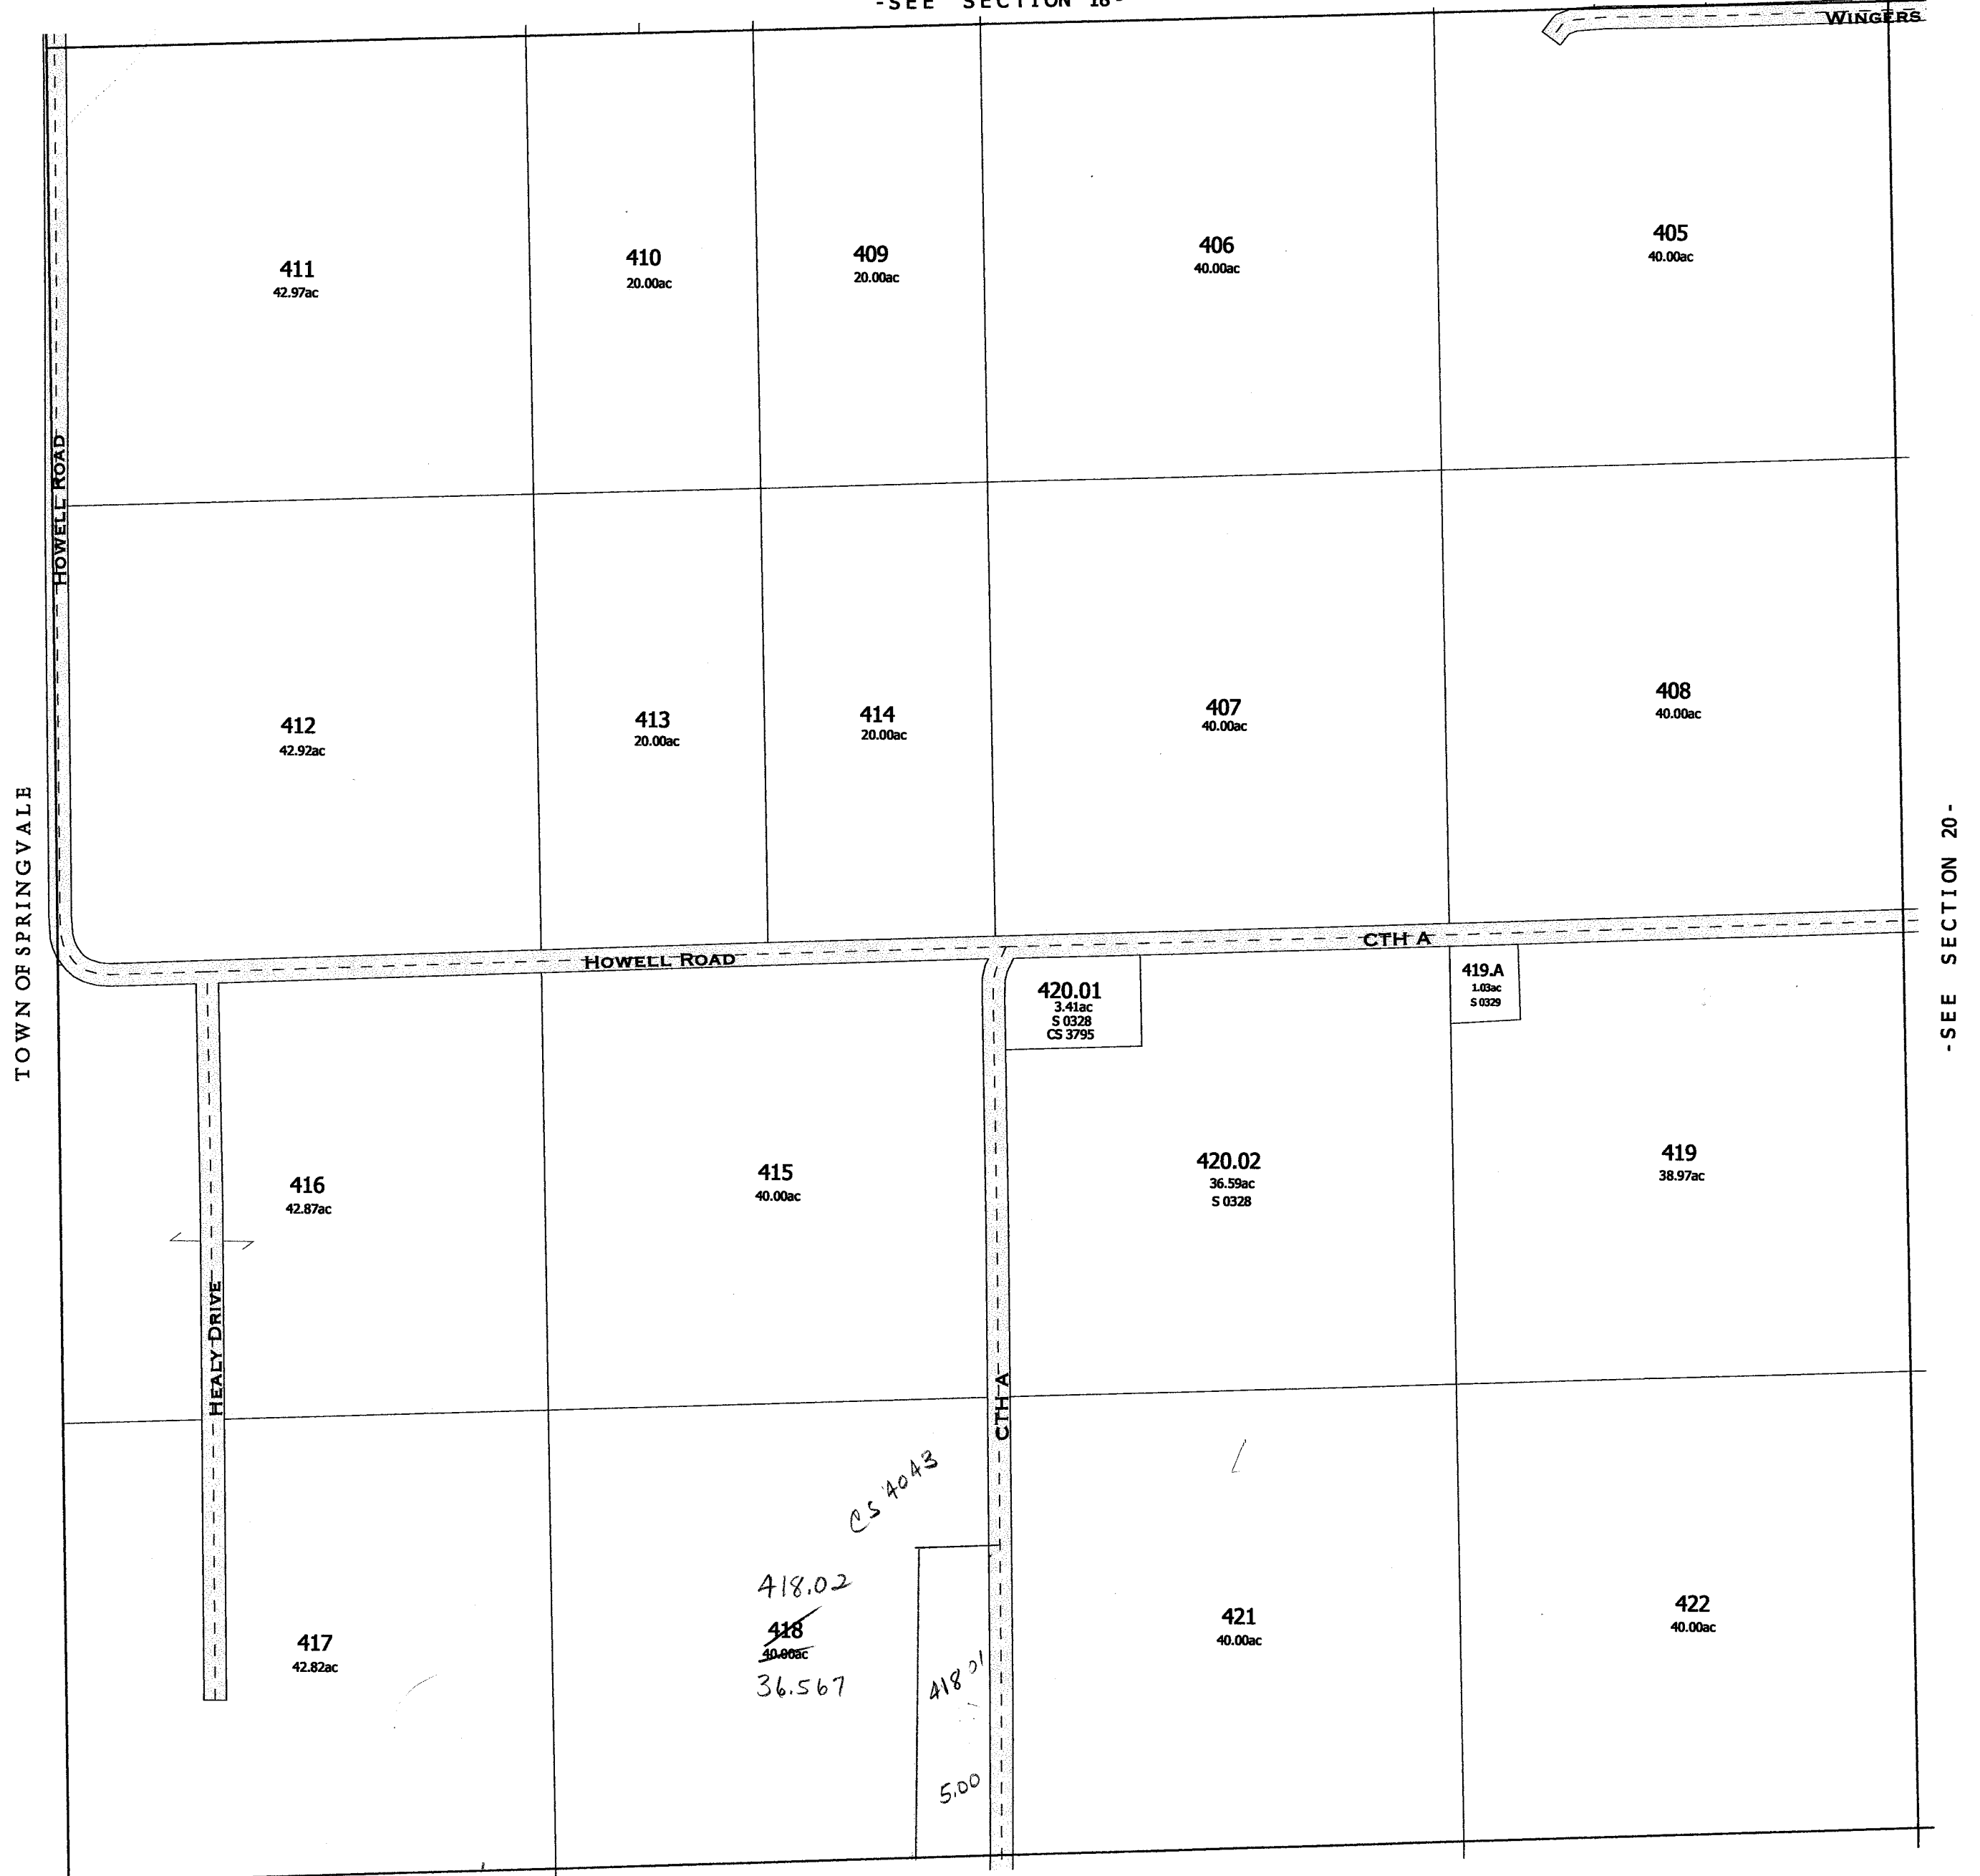 -SEE SECTION 18-
WINGERS
411
42.97ac
410
20.00ac
409
20.00ac
406
40.00ac
405
40.00ac
HOWELL ROAD
412
42.92ac
413
20.00ac
414
20.00ac
407
40.00ac
408
40.00ac
TOWN OF SPRINGVALE
-SEE SECTION 20-
HOWELL ROAD
CTH A
420.01
3.41ac
S 0328
CS 3795
419.A
1.03ac
S 0329
416
42.87ac
415
40.00ac
420.02
36.59ac
S 0328
419
38.97ac
HEALY DRIVE
CTH A
CS 4043
418.02
418
40.00ac
36.567
418 01
5.00
417
42.82ac
421
40.00ac
422
40.00ac